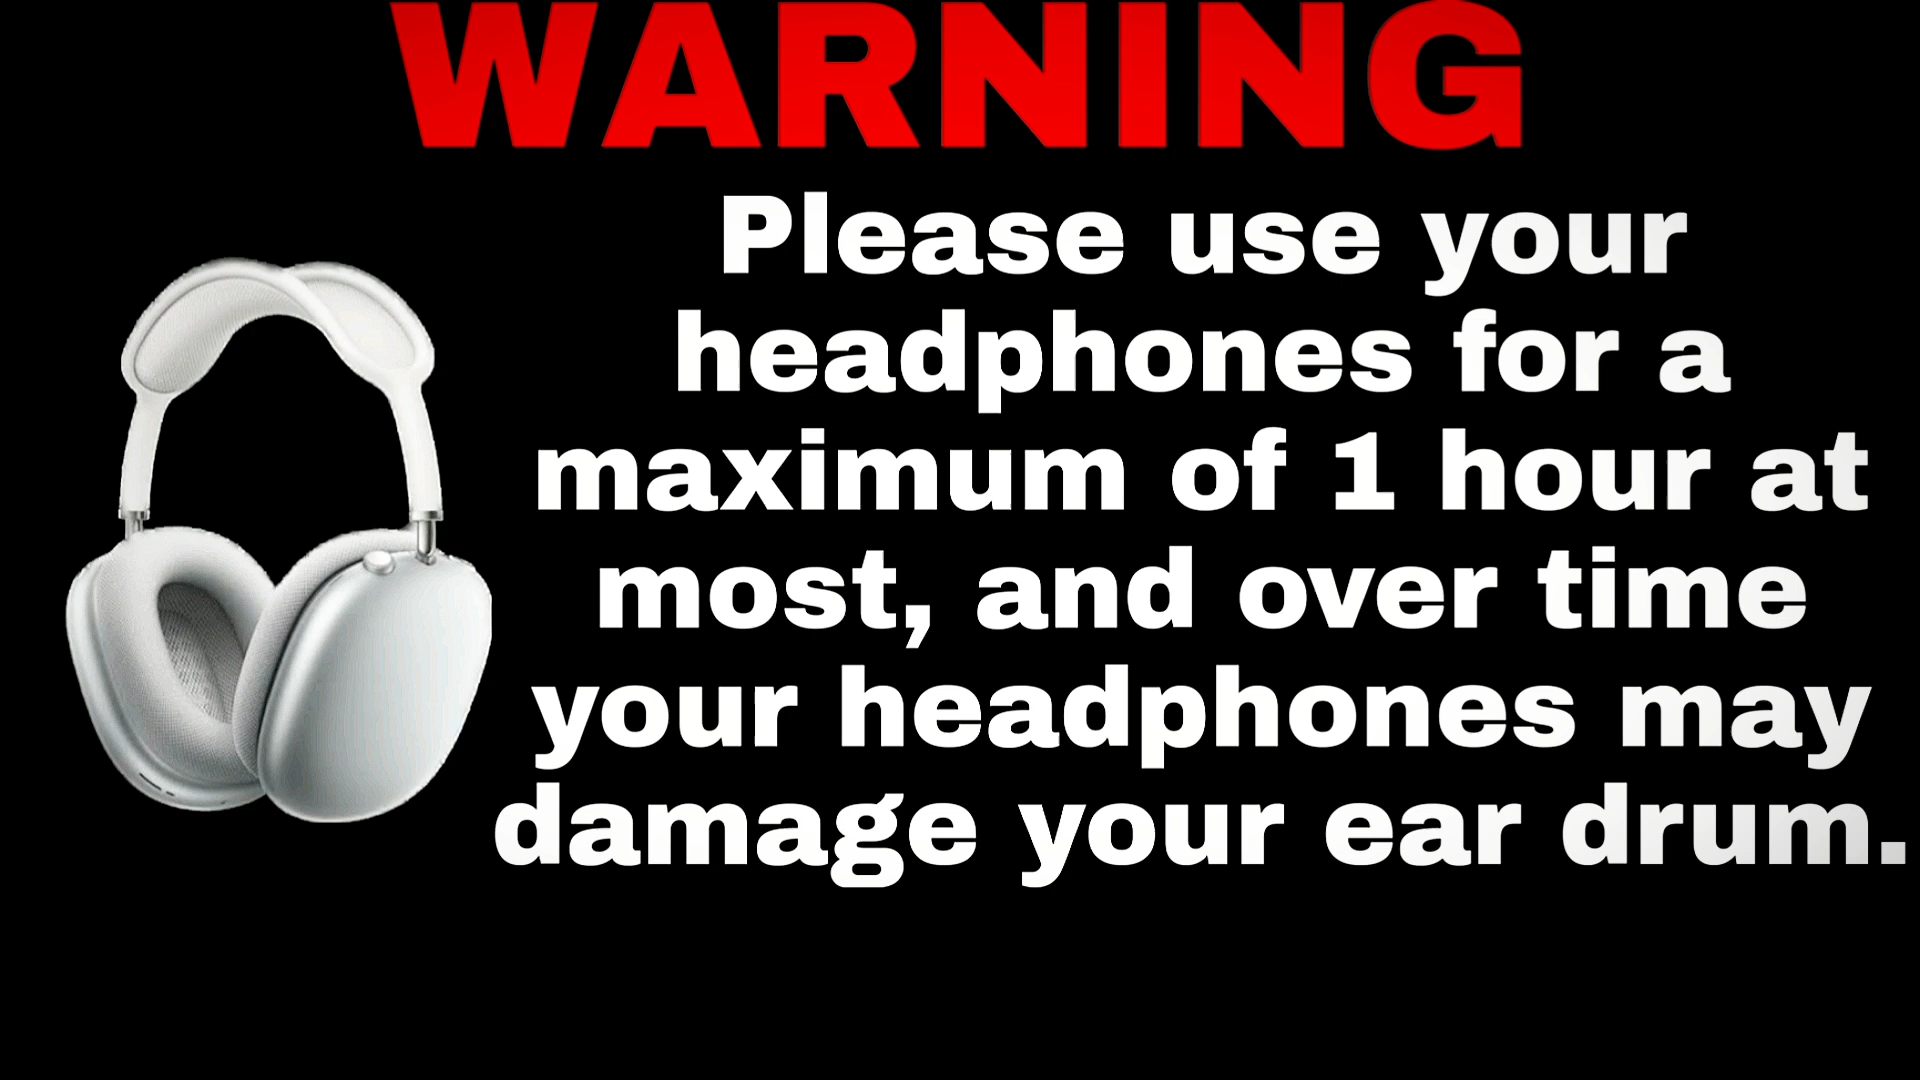 WARNING
Please use your
headphones for a
maximum of 1 hour at
most, and over time
your headphones may
damage your ear drum.